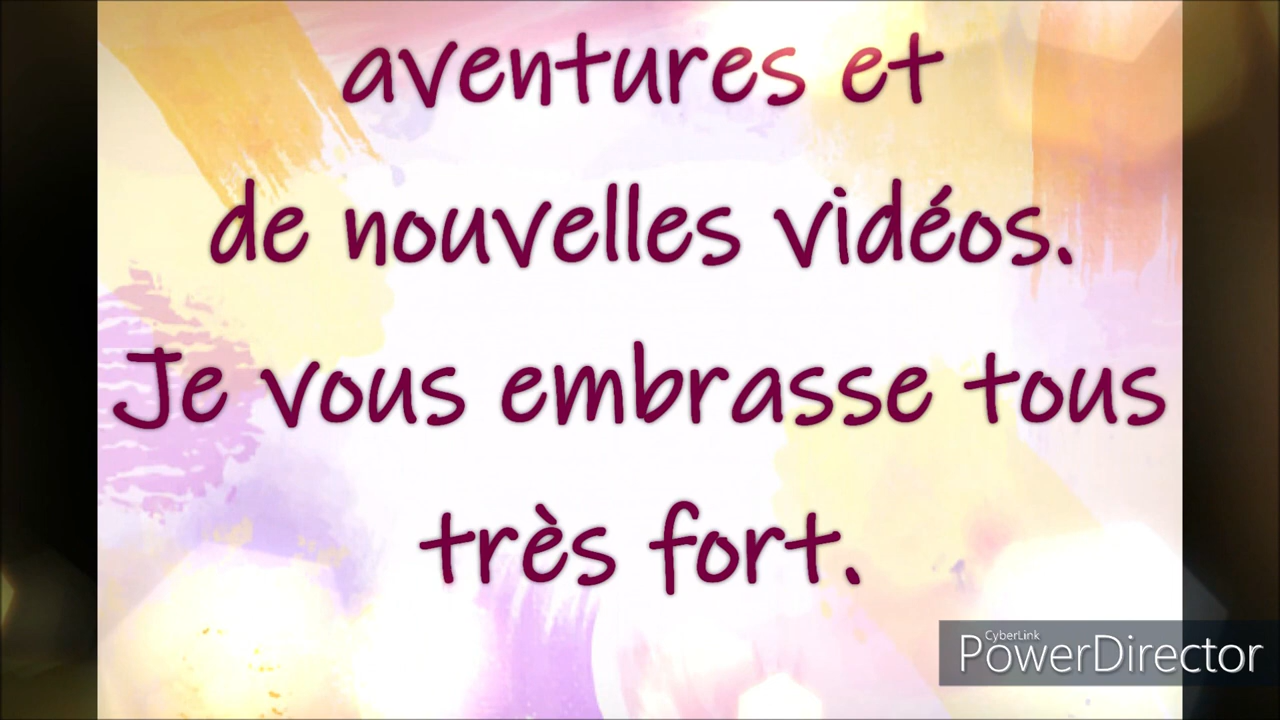 aventures et
de nouvelles vidéos.
Je vous embrasse tous
très fort.
CyberLink
PowerDirector